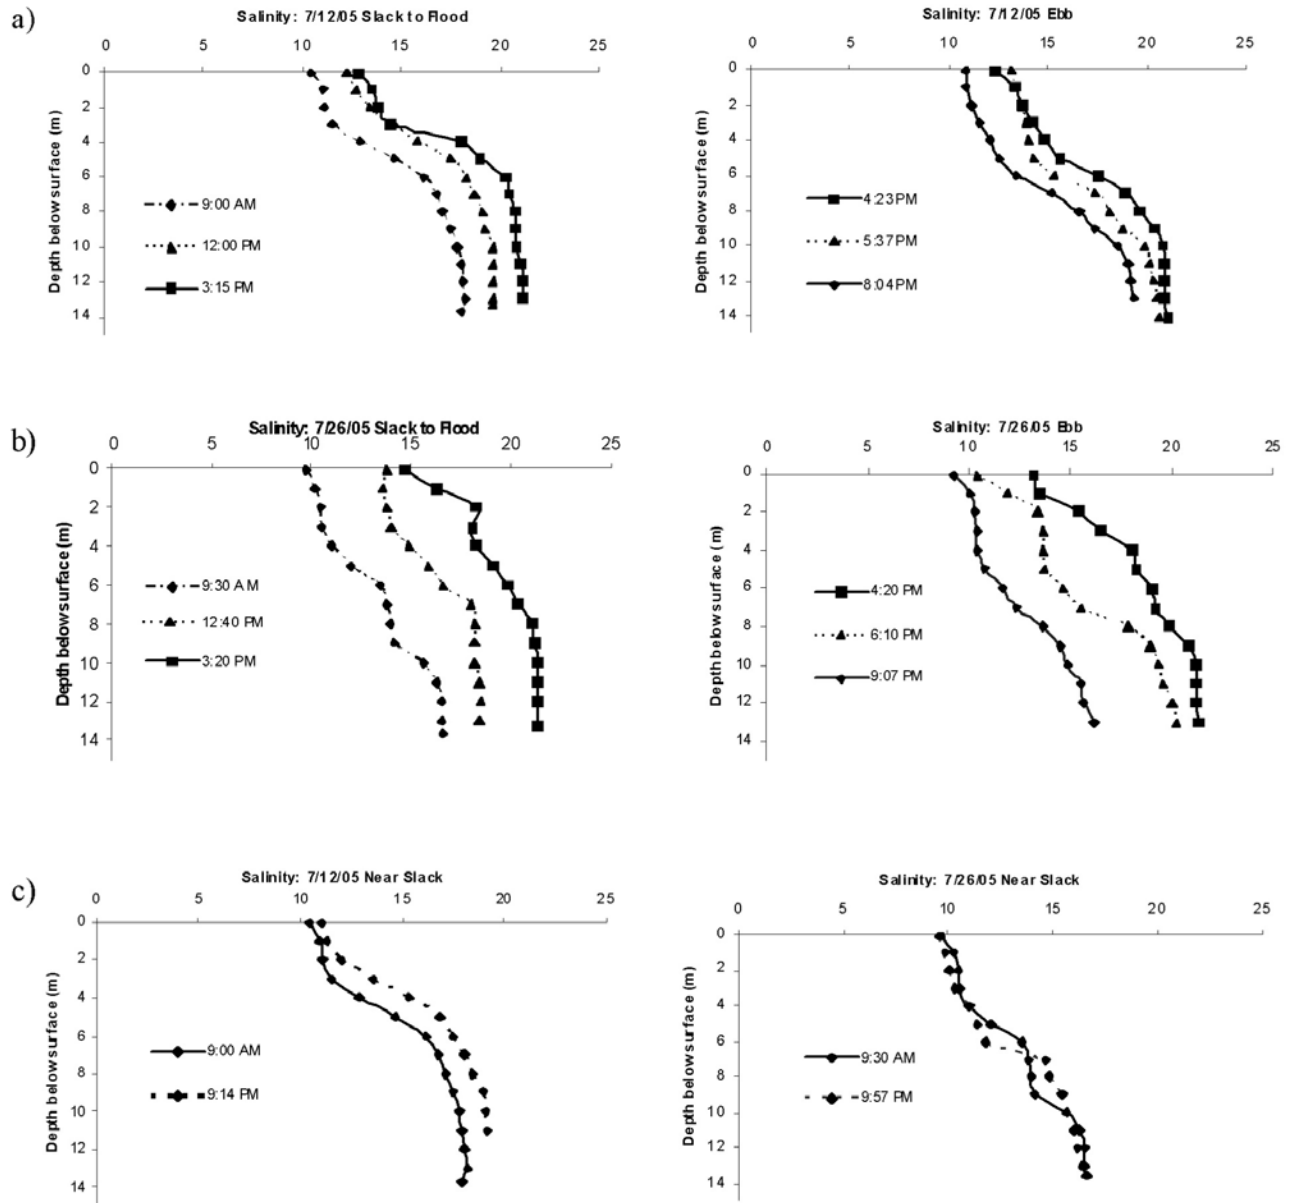 a)
Salinity: 7/12/05 Slack to Flood
0 5 10 15 20 25
0
2
4
6
8
10
12
14
Depth below surface (m)
9:00 AM
12:00 PM
3:15 PM
Salinity: 7/12/05 Ebb
0 5 10 15 20 25
0
2
4
6
8
10
12
14
Depth below surface (m)
4:23 PM
5:37 PM
8:04 PM
b)
Salinity: 7/26/05 Slack to Flood
0 5 10 15 20 25
0
2
4
6
8
10
12
14
Depth below surface (m)
9:30 AM
12:40 PM
3:20 PM
Salinity: 7/26/05 Ebb
0 5 10 15 20 25
0
2
4
6
8
10
12
14
Depth below surface (m)
4:20 PM
6:10 PM
9:07 PM
c)
Salinity: 7/12/05 Near Slack
0 5 10 15 20 25
0
2
4
6
8
10
12
14
Depth below surface (m)
9:00 AM
9:14 PM
Salinity: 7/26/05 Near Slack
0 5 10 15 20 25
0
2
4
6
8
10
12
14
Depth below surface (m)
9:30 AM
9:57 PM